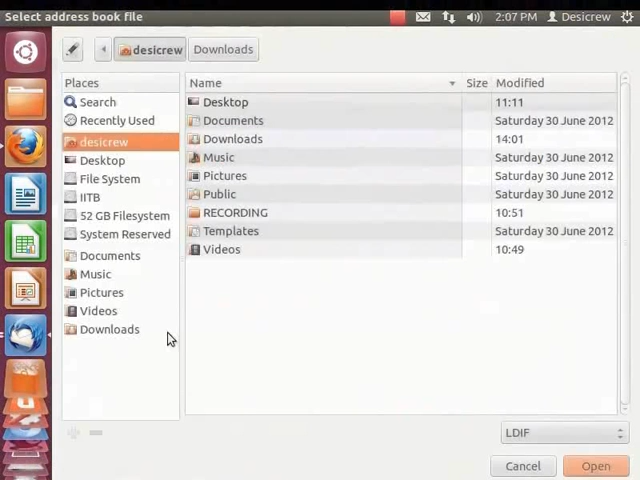 Select address book file
2:07 PM
Desicrew
desicrew
Downloads
Places
Search
Recently Used
desicrew
Desktop
File System
IITB
52 GB Filesystem
System Reserved
Documents
Music
Pictures
Videos
Downloads
Name Size Modified
Desktop 11:11
Documents Saturday 30 June 2012
Downloads 14:01
Music Saturday 30 June 2012
Pictures Saturday 30 June 2012
Public Saturday 30 June 2012
RECORDING 10:51
Templates Saturday 30 June 2012
Videos 10:49
LDIF
Cancel
Open